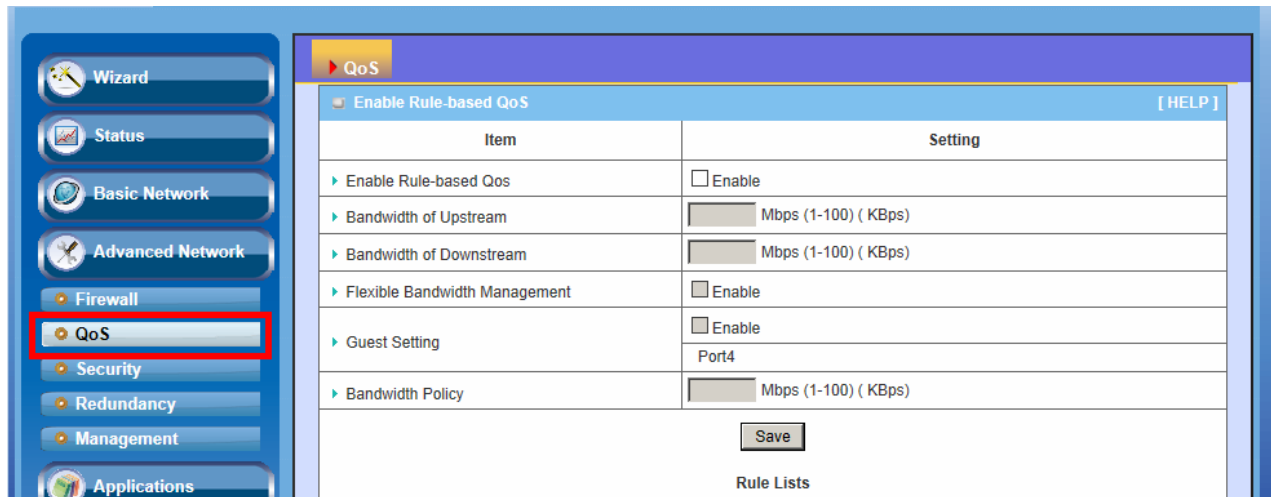 Wizard
Status
Basic Network
Advanced Network
Firewall
QoS
Security
Redundancy
Management
Applications
QoS
Enable Rule-based QoS [ HELP ]
Item Setting
Enable Rule-based Qos Enable
Bandwidth of Upstream Mbps (1-100) ( KBps)
Bandwidth of Downstream Mbps (1-100) ( KBps)
Flexible Bandwidth Management Enable
Guest Setting Enable
Port4
Bandwidth Policy Mbps (1-100) ( KBps)
Save
Rule Lists